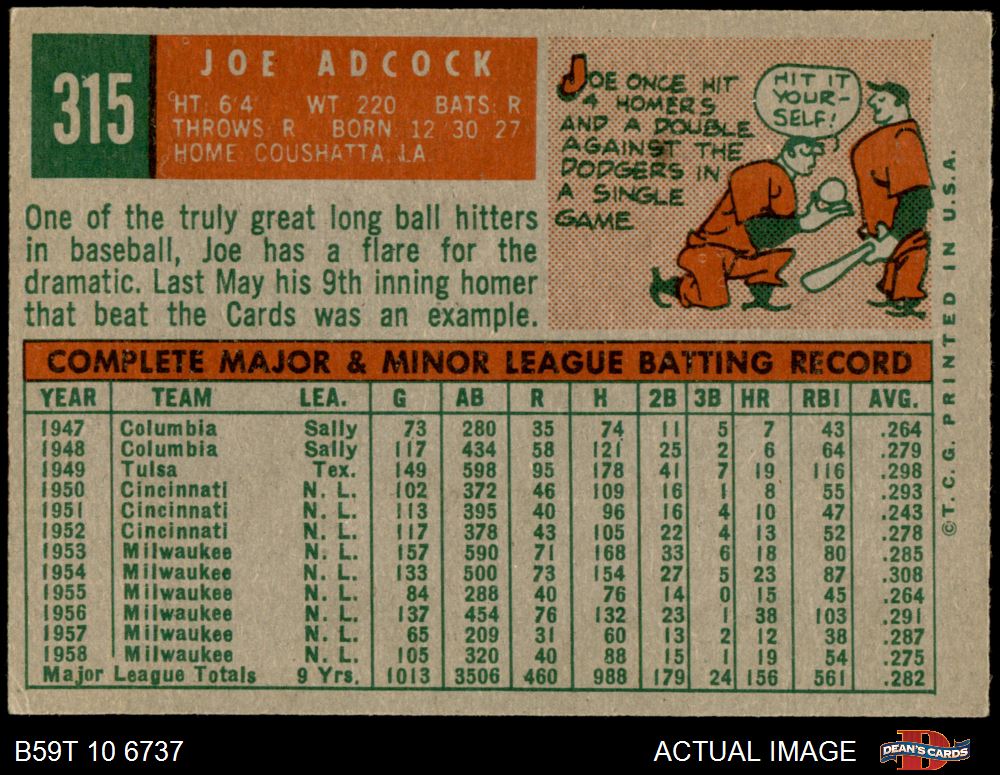 315
JOE ADCOCK
HT: 6'4" WT 220 BATS: R
THROWS: R BORN: 12 30 27
HOME: COUSHATTA, LA.
JOE ONCE HIT
4 HOMERS
AND A DOUBLE
AGAINST THE
DODGERS IN
A SINGLE
GAME
HIT IT
YOUR-
SELF!
One of the truly great long ball hitters
in baseball, Joe has a flare for the
dramatic. Last May his 9th inning homer
that beat the Cards was an example.
COMPLETE MAJOR & MINOR LEAGUE BATTING RECORD
YEAR TEAM LEA. G AB R H 2B 3B HR RBI AVG.
1947 Columbia Sally 73 280 35 74 11 5 7 43 .264
1948 Columbia Sally 117 434 58 121 25 2 6 64 .279
1949 Tulsa Tex. 149 598 95 178 41 7 19 116 .298
1950 Cincinnati N. L. 102 372 46 109 16 1 8 55 .293
1951 Cincinnati N. L. 113 395 40 96 16 4 10 47 .243
1952 Cincinnati N. L. 117 378 43 105 22 4 13 52 .278
1953 Milwaukee N. L. 157 590 71 168 33 6 18 80 .285
1954 Milwaukee N. L. 133 500 73 154 27 5 23 87 .308
1955 Milwaukee N. L. 84 288 40 76 14 0 15 45 .264
1956 Milwaukee N. L. 137 454 76 132 23 1 38 103 .291
1957 Milwaukee N. L. 65 209 31 60 13 2 12 38 .287
1958 Milwaukee N. L. 105 320 40 88 15 1 19 54 .275
Major League Totals 9 Yrs. 1013 3506 460 988 179 24 156 561 .282
©T. C. G. PRINTED IN U.S.A.
B59T 10 6737
ACTUAL IMAGE
DEAN'S CARDS